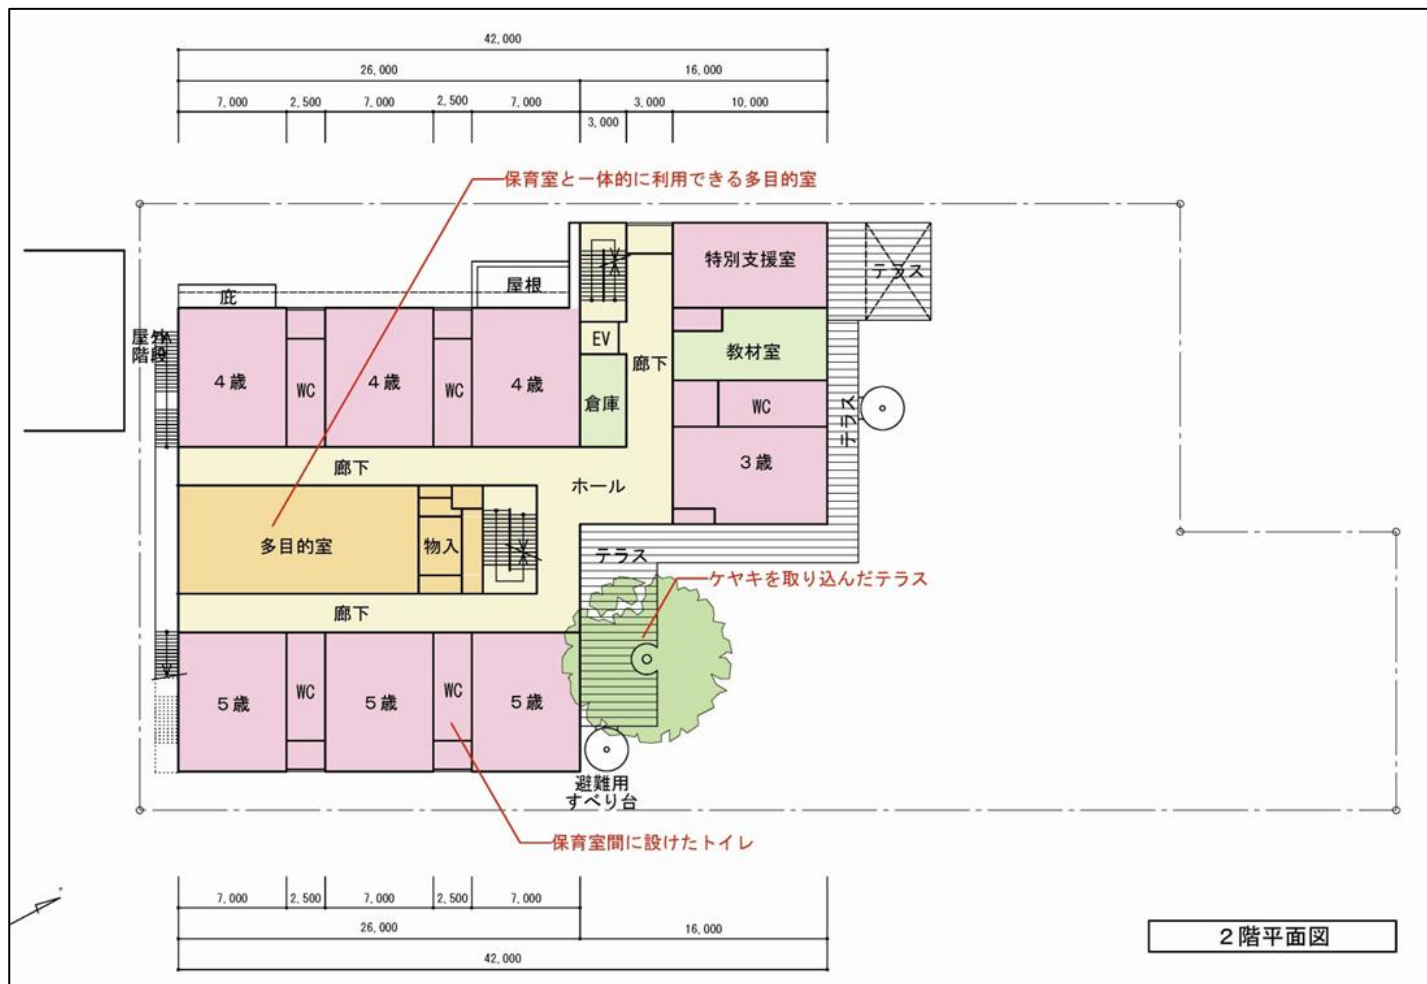 42,000
26,000
16,000
7,000
2,500
7,000
2,500
7,000
3,000
3,000
10,000
保育室と一体的に利用できる多目的室
特別支援室
テラス
屋根
庇
屋外
階段
EV
廊下
教材室
4歳
WC
4歳
WC
4歳
倉庫
WC
テラス
廊下
ホール
3歳
多目的室
物入
テラス
ケヤキを取り込んだテラス
廊下
5歳
WC
5歳
WC
5歳
避難用
すべり台
保育室間に設けたトイレ
7,000
2,500
7,000
2,500
7,000
26,000
16,000
42,000
2階平面図